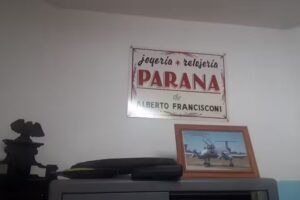 joyería * relojería
PARANA
de
ALBERTO FRANCISCONI